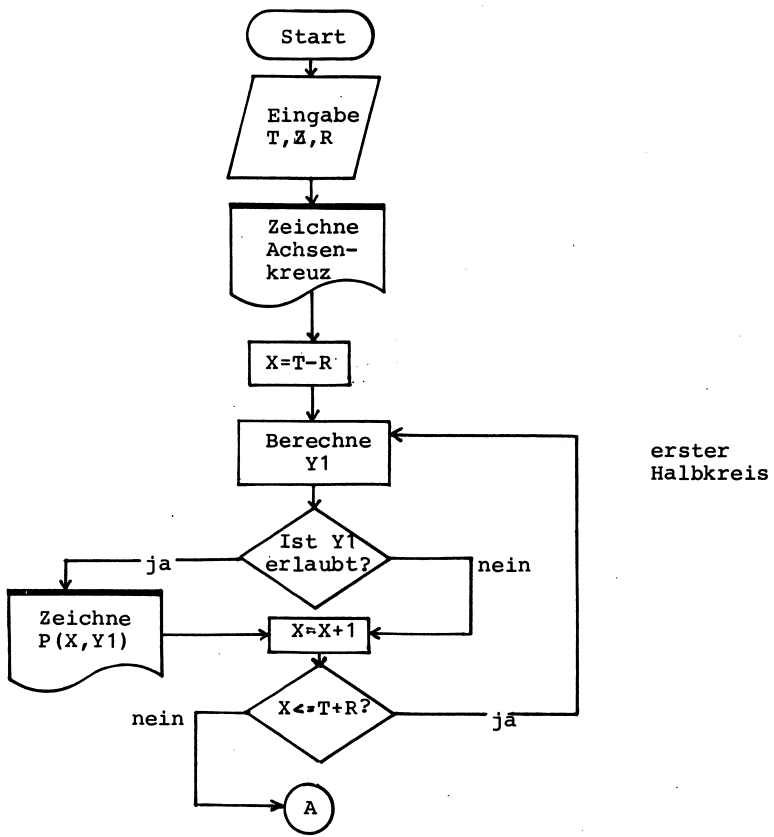 Start
Eingabe
T,Z,R
Zeichne
Achsen-
kreuz
X=T-R
Berechne
Y1
erster
Halbkreis
Ist Y1
erlaubt?
ja
nein
Zeichne
P(X,Y1)
X=X+1
X<=T+R?
nein
ja
A